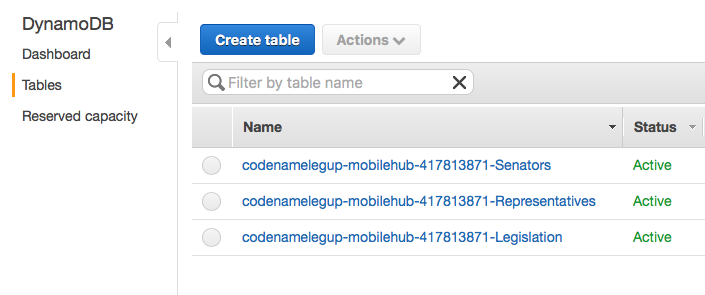 DynamoDB
Dashboard
Tables
Reserved capacity
Create table
Actions
Filter by table name
Name
Status
codenamelegup-mobilehub-417813871-Senators
Active
codenamelegup-mobilehub-417813871-Representatives
Active
codenamelegup-mobilehub-417813871-Legislation
Active